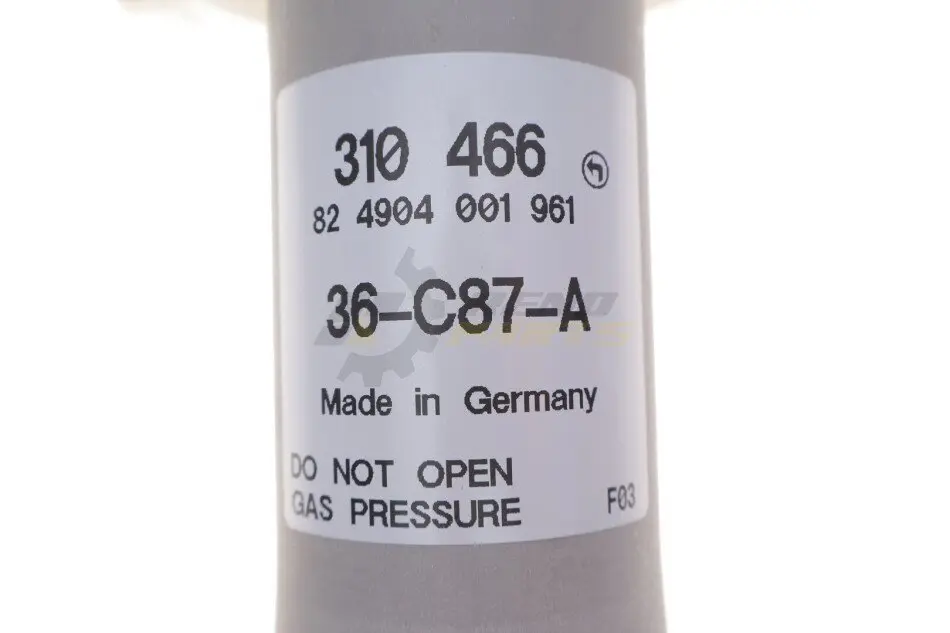 310 466
82 4904 001 961
36-C87-A
Made in Germany
DO NOT OPEN
GAS PRESSURE
F03